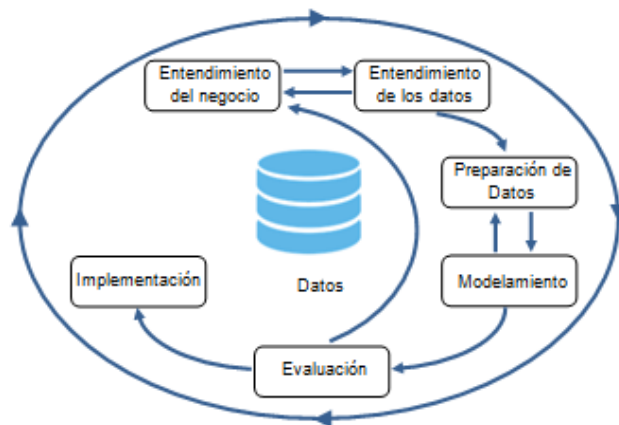 Entendimiento
del negocio
Entendimiento
de los datos
Preparación de
Datos
Modelamiento
Evaluación
Implementación
Datos